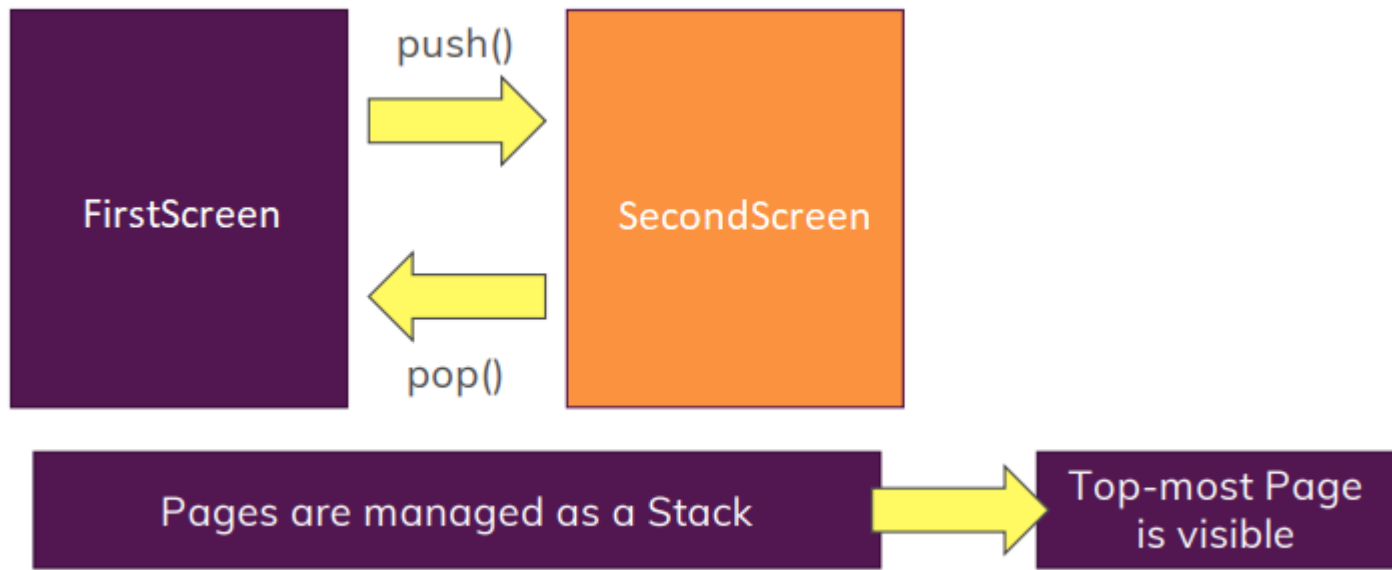 push()
FirstScreen
SecondScreen
pop()
Pages are managed as a Stack
Top-most Page
is visible